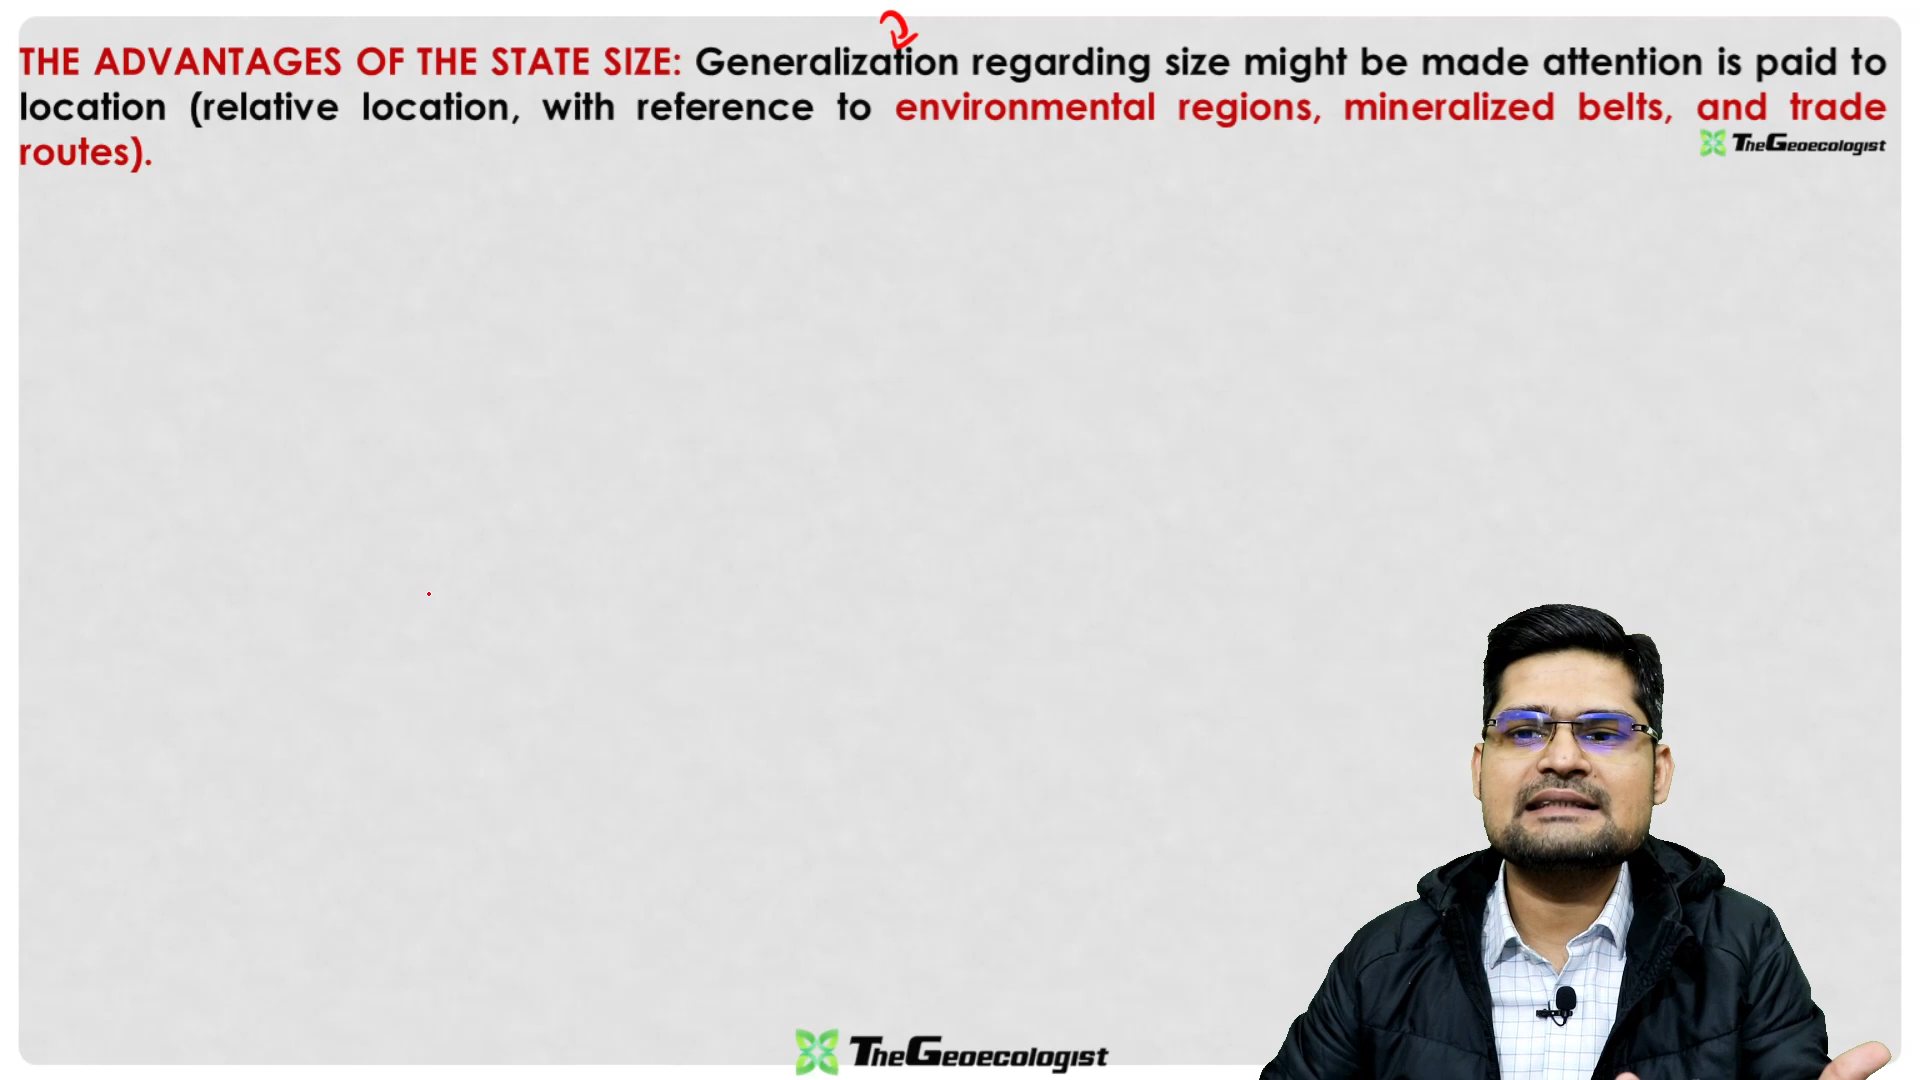 THE ADVANTAGES OF THE STATE SIZE: Generalization regarding size might be made attention is paid to
location (relative location, with reference to environmental regions, mineralized belts, and trade
routes).
TheGeoecologist
TheGeoecologist